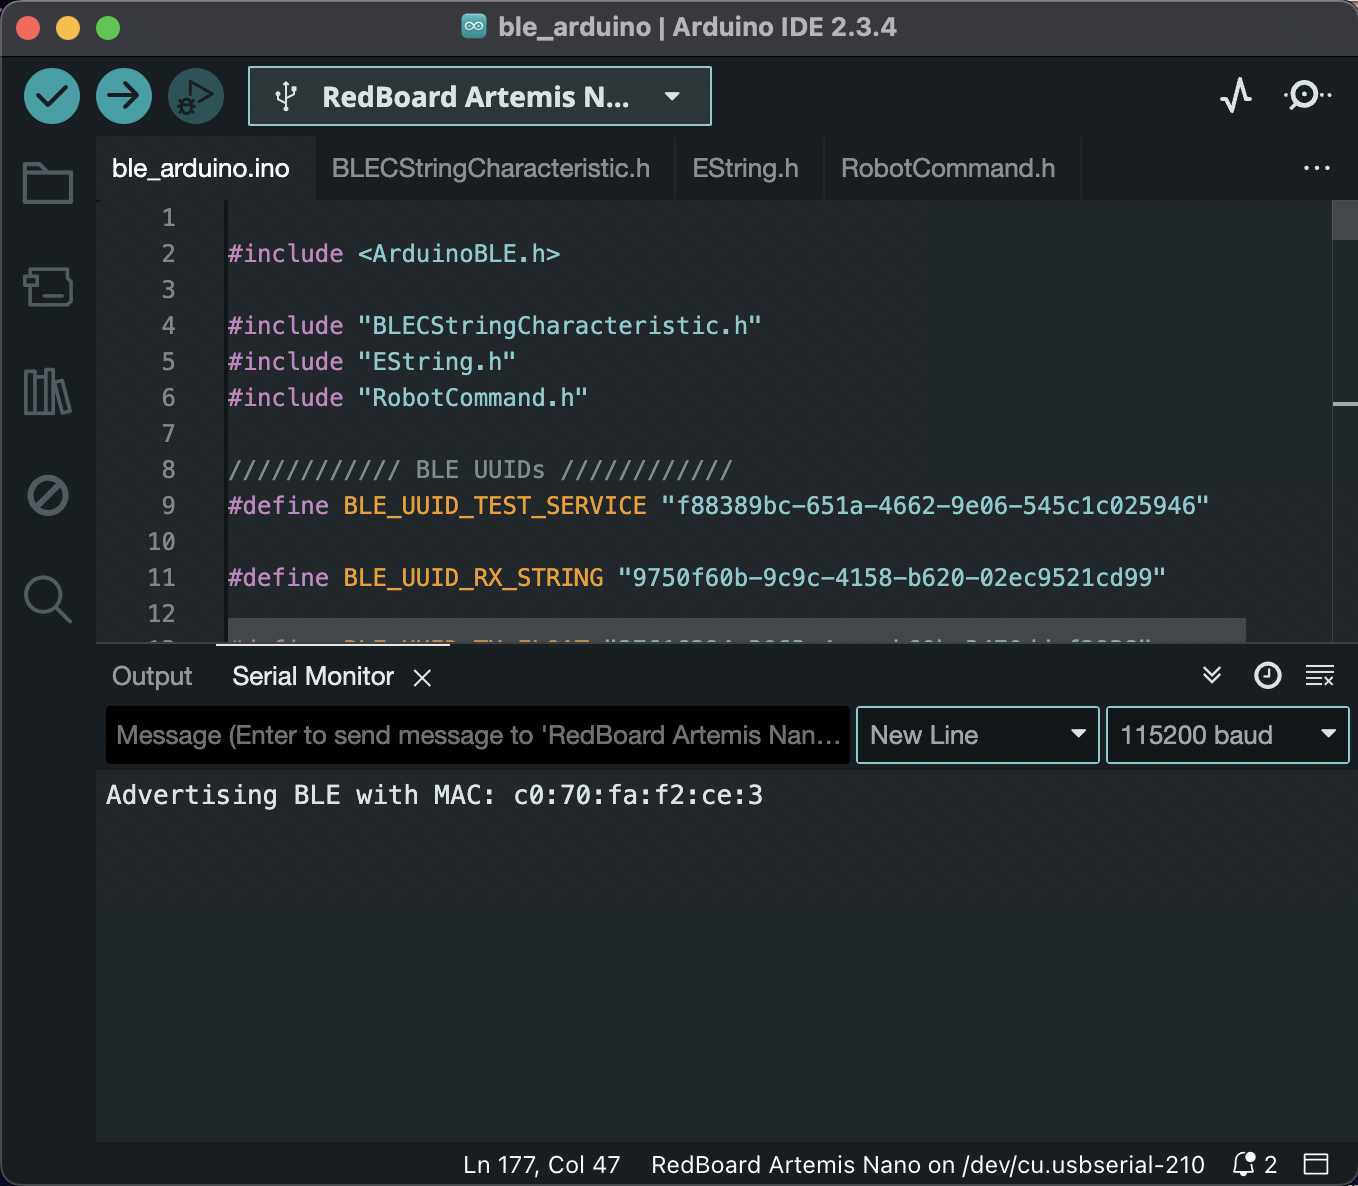 ble_arduino | Arduino IDE 2.3.4
RedBoard Artemis N...
ble_arduino.ino BLECStringCharacteristic.h EString.h RobotCommand.h
1
2 #include <ArduinoBLE.h>
3
4 #include "BLECStringCharacteristic.h"
5 #include "EString.h"
6 #include "RobotCommand.h"
7
8 //////////// BLE UUIDs ////////////
9 #define BLE_UUID_TEST_SERVICE "f88389bc-651a-4662-9e06-545c1c025946"
10
11 #define BLE_UUID_RX_STRING "9750f60b-9c9c-4158-b620-02ec9521cd99"
12
Output Serial Monitor
Message (Enter to send message to 'RedBoard Artemis Nan... New Line 115200 baud
Advertising BLE with MAC: c0:70:fa:f2:ce:3
Ln 177, Col 47 RedBoard Artemis Nano on /dev/cu.usbserial-210 2